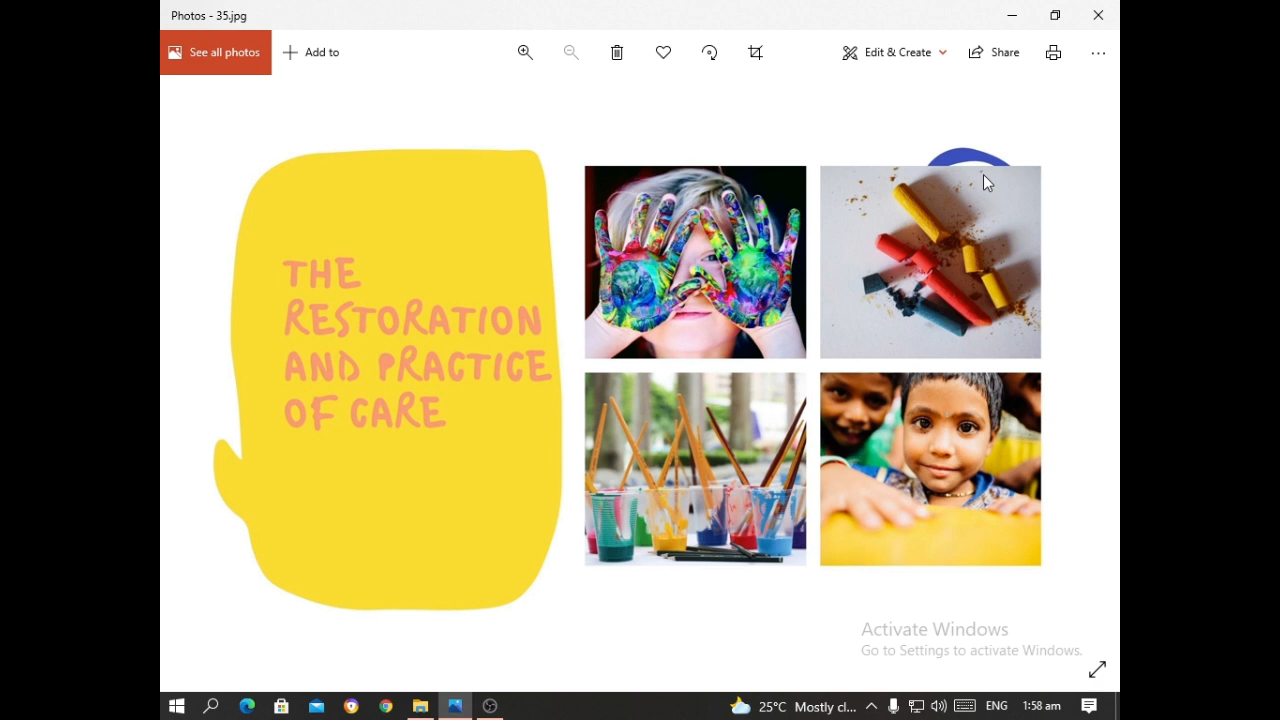 Photos - 35.jpg
See all photos
Add to
Edit & Create
Share
THE
RESTORATION
AND PRACTICE
OF CARE
Activate Windows
Go to Settings to activate Windows.
25°C Mostly cl...
ENG
1:58 am